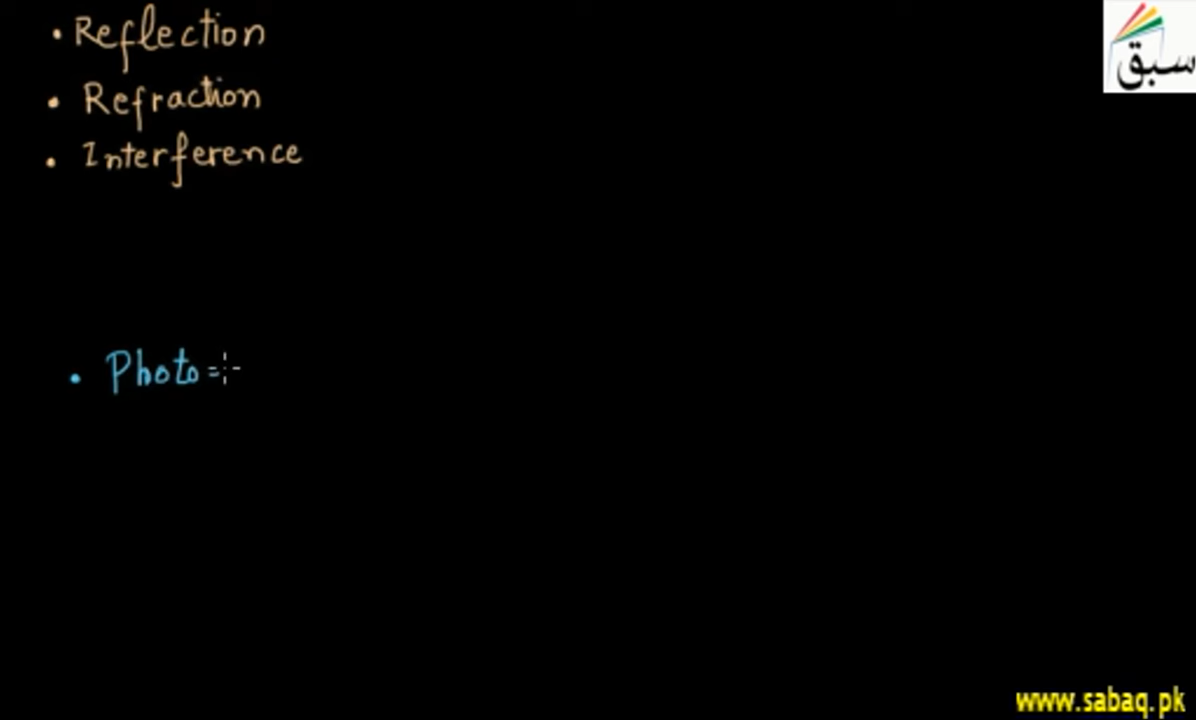 • Reflection
سبق
• Refraction
• Interference
• Photo =
www.sabaq.pk